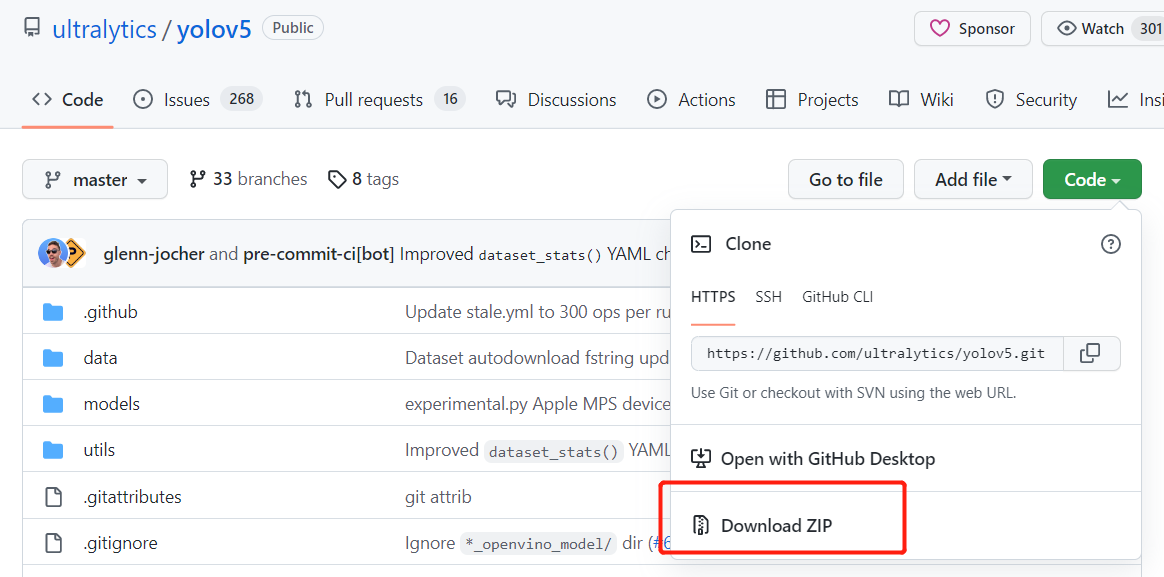 ultralytics / yolov5 Public Sponsor Watch 301
Code Issues 268 Pull requests 16 Discussions Actions Projects Wiki Security Insi
master 33 branches 8 tags Go to file Add file Code
glenn-jocher and pre-commit-ci[bot] Improved dataset_stats() YAML ch
Clone
.github Update stale.yml to 300 ops per ru
HTTPS SSH GitHub CLI
data Dataset autodownload fstring upd
https://github.com/ultralytics/yolov5.git
models experimental.py Apple MPS device
Use Git or checkout with SVN using the web URL.
utils Improved dataset_stats() YAML
Open with GitHub Desktop
.gitattributes git attrib
Download ZIP
.gitignore Ignore *_openvino_model/ dir (#6